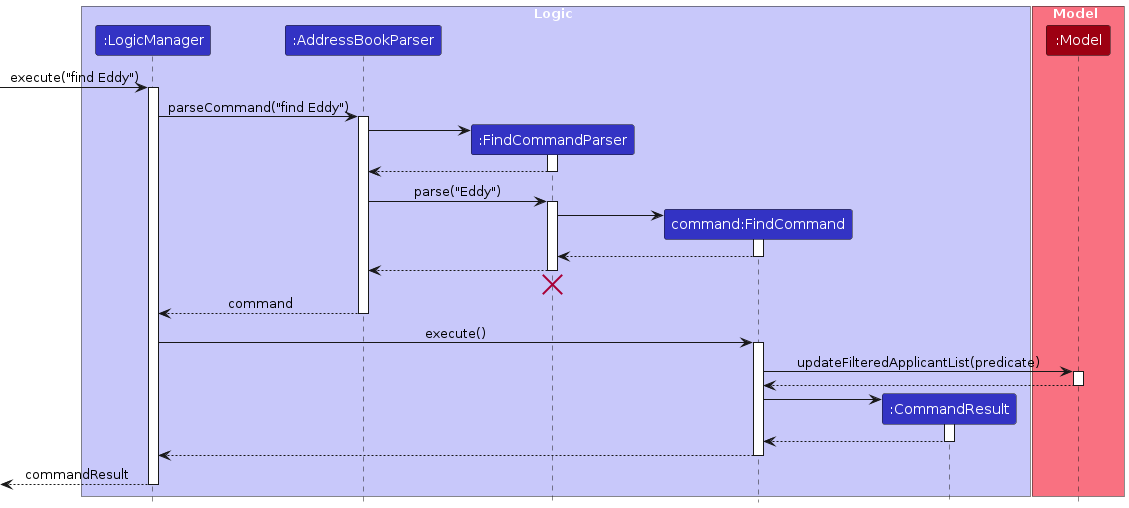 Logic
Model
:LogicManager
:AddressBookParser
:Model
execute("find Eddy")
parseCommand("find Eddy")
:FindCommandParser
parse("Eddy")
command:FindCommand
command
execute()
updateFilteredApplicantList(predicate)
:CommandResult
commandResult